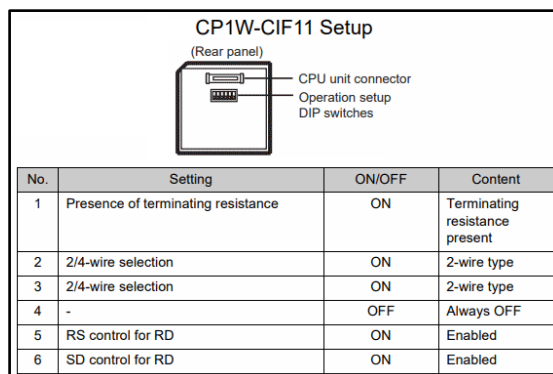 CP1W-CIF11 Setup
(Rear panel)
CPU unit connector
Operation setup
DIP switches
No. Setting ON/OFF Content
1 Presence of terminating resistance ON Terminating
resistance
present
2 2/4-wire selection ON 2-wire type
3 2/4-wire selection ON 2-wire type
4 - OFF Always OFF
5 RS control for RD ON Enabled
6 SD control for RD ON Enabled